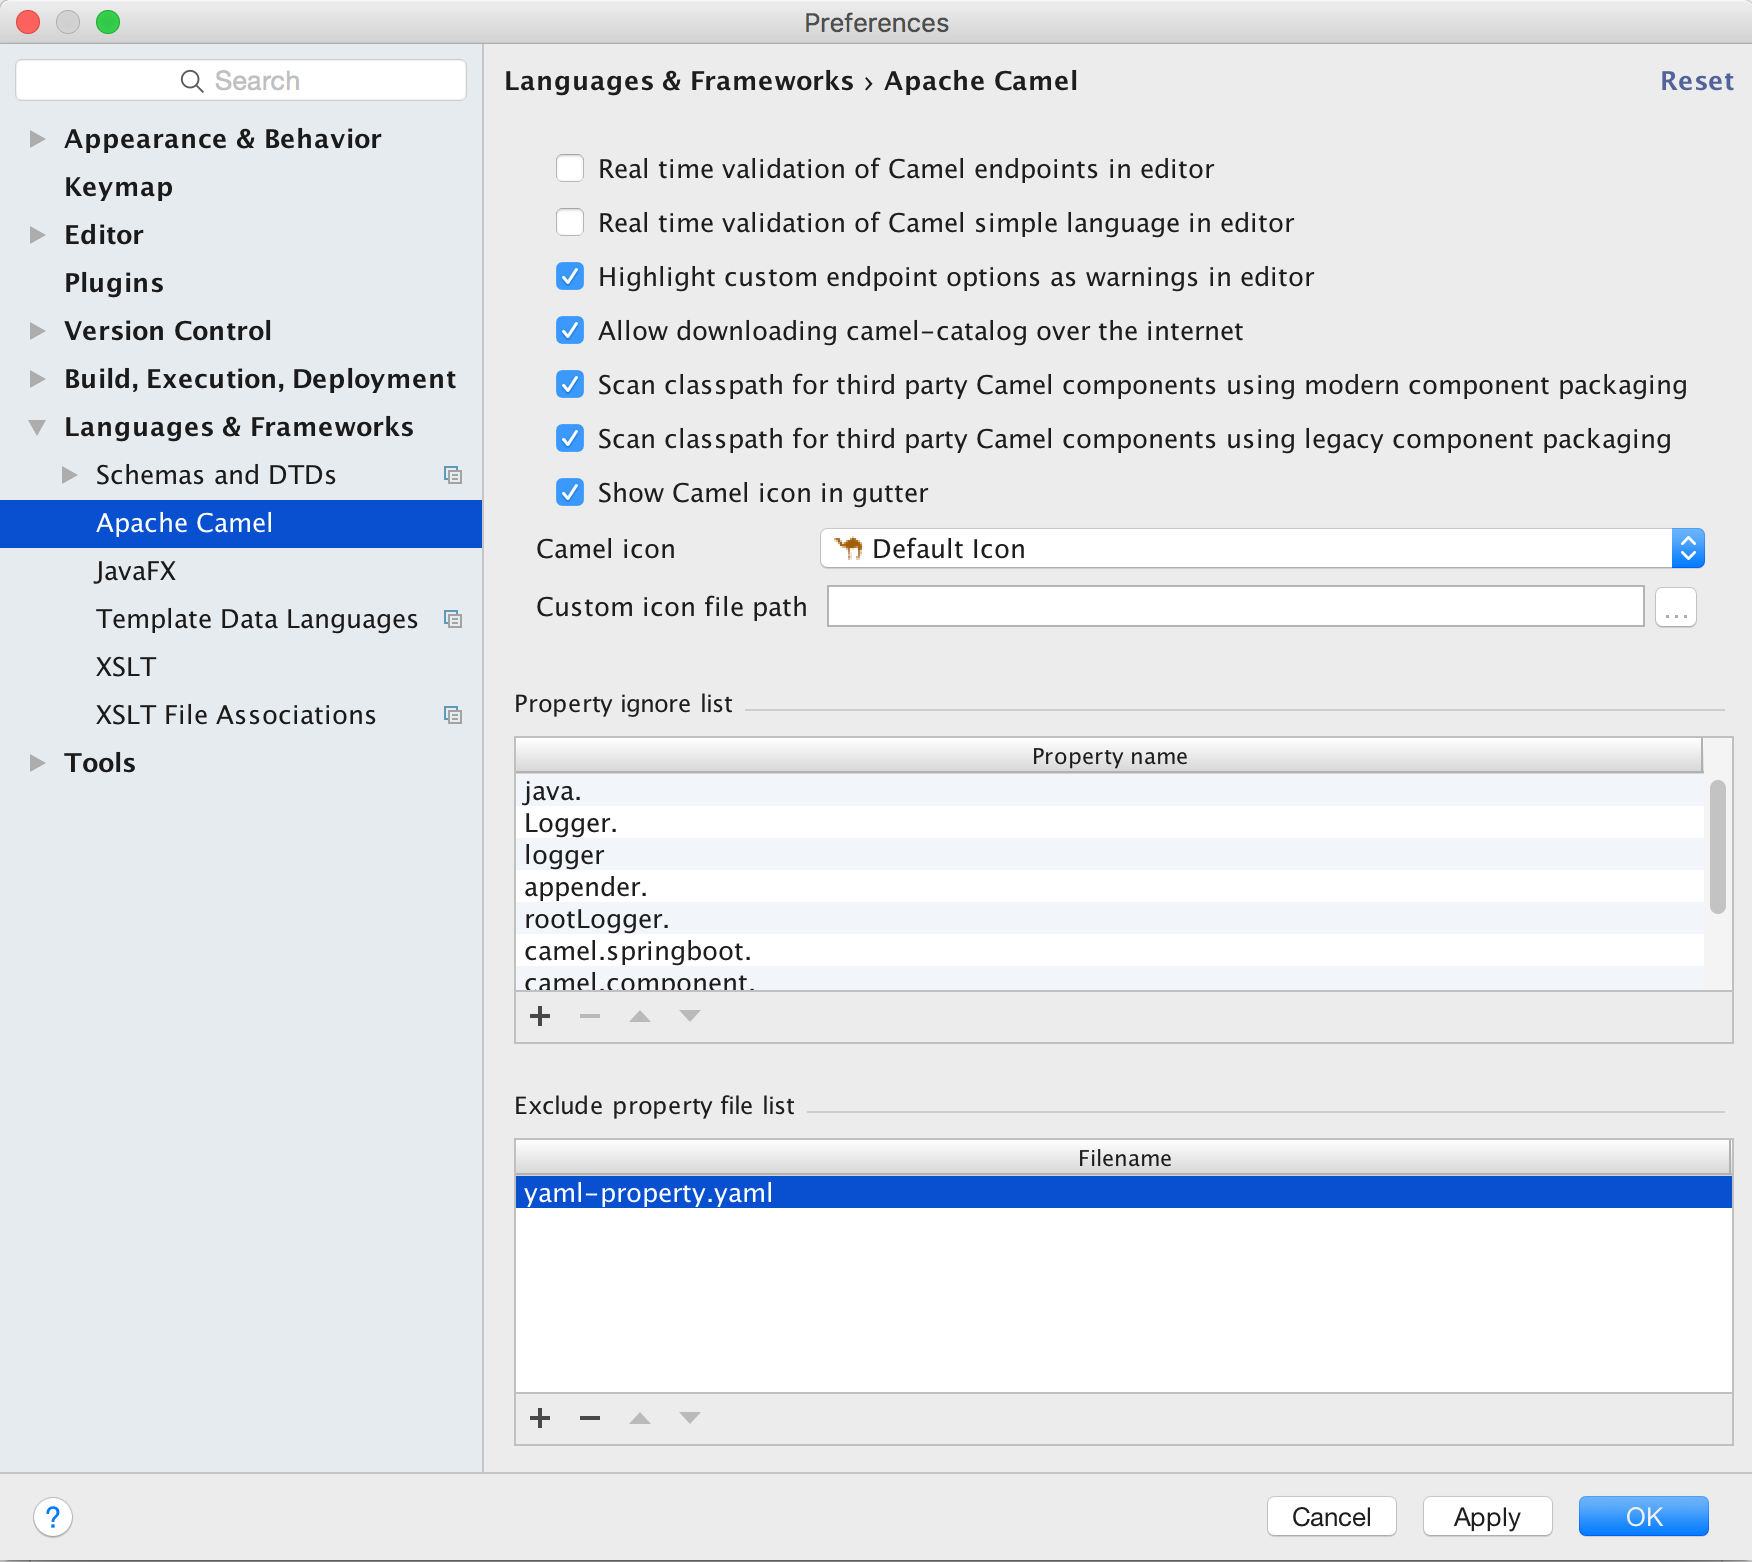 Preferences
Search
Appearance & Behavior
Keymap
Editor
Plugins
Version Control
Build, Execution, Deployment
Languages & Frameworks
Schemas and DTDs
Apache Camel
JavaFX
Template Data Languages
XSLT
XSLT File Associations
Tools
Languages & Frameworks › Apache Camel
Reset
Real time validation of Camel endpoints in editor
Real time validation of Camel simple language in editor
Highlight custom endpoint options as warnings in editor
Allow downloading camel-catalog over the internet
Scan classpath for third party Camel components using modern component packaging
Scan classpath for third party Camel components using legacy component packaging
Show Camel icon in gutter
Camel icon
Default Icon
Custom icon file path
...
Property ignore list
Property name
java.
Logger.
logger
appender.
rootLogger.
camel.springboot.
camel.component.
Exclude property file list
Filename
yaml-property.yaml
?
Cancel
Apply
OK